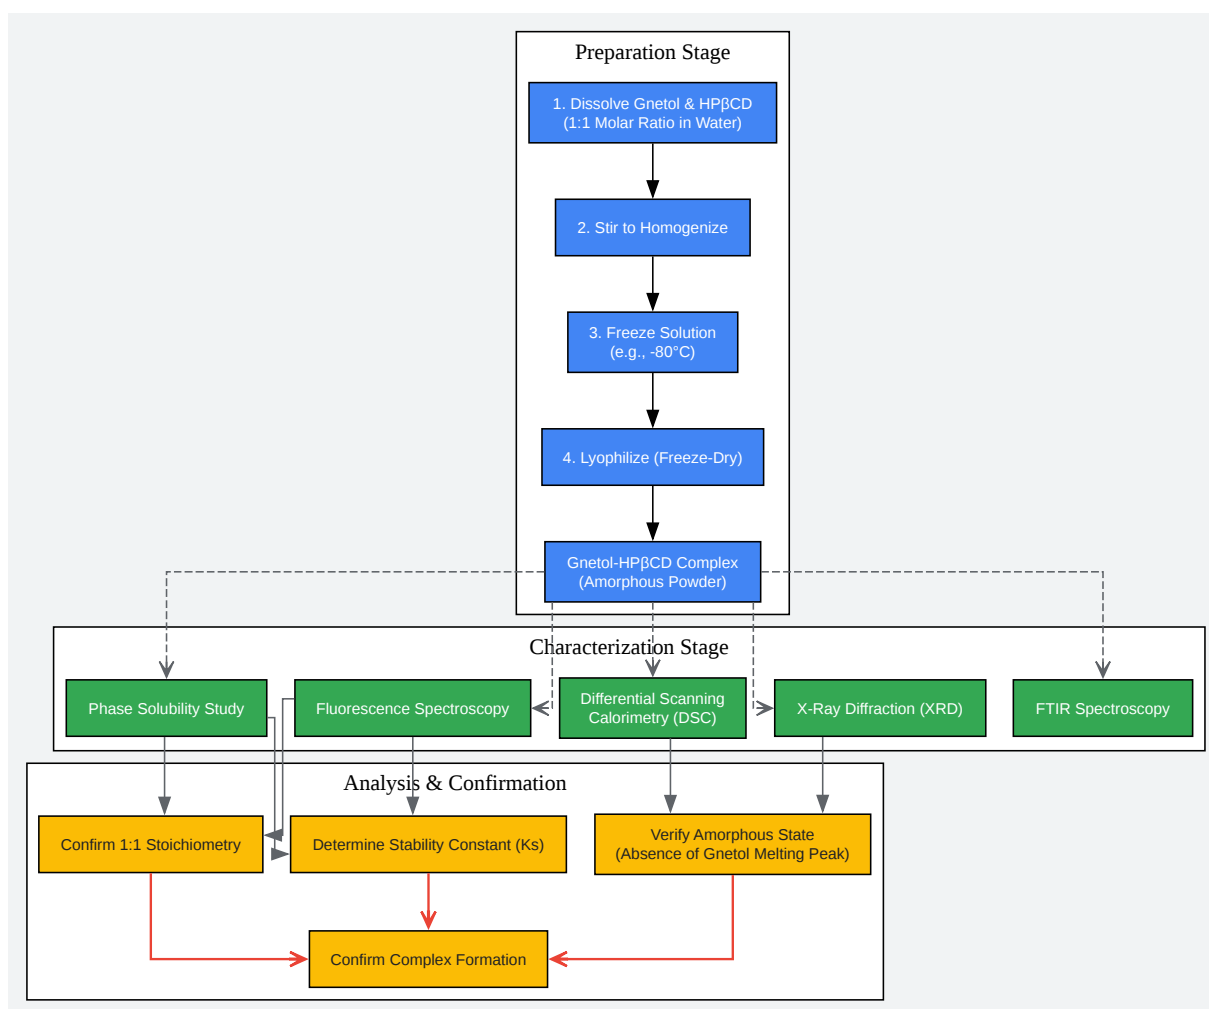 Preparation Stage
1. Dissolve Gnetol & HPβCD
(1:1 Molar Ratio in Water)
2. Stir to Homogenize
3. Freeze Solution
(e.g., -80°C)
4. Lyophilize (Freeze-Dry)
Gnetol-HPβCD Complex
(Amorphous Powder)
Characterization Stage
Phase Solubility Study
Fluorescence Spectroscopy
Differential Scanning
Calorimetry (DSC)
X-Ray Diffraction (XRD)
FTIR Spectroscopy
Analysis & Confirmation
Confirm 1:1 Stoichiometry
Determine Stability Constant (Ks)
Verify Amorphous State
(Absence of Gnetol Melting Peak)
Confirm Complex Formation